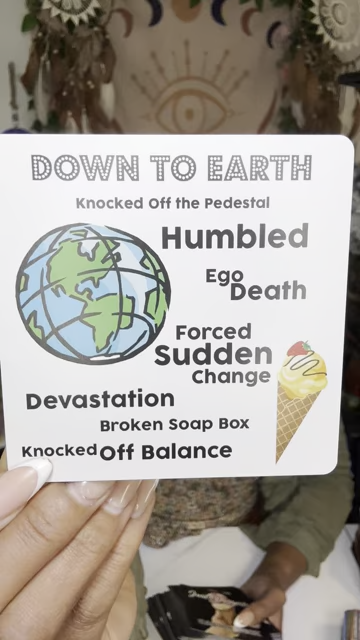 DOWN TO EARTH
Knocked Off the Pedestal
Humbled
Ego
Death
Forced
Sudden
Change
Devastation
Broken Soap Box
Knocked Off Balance